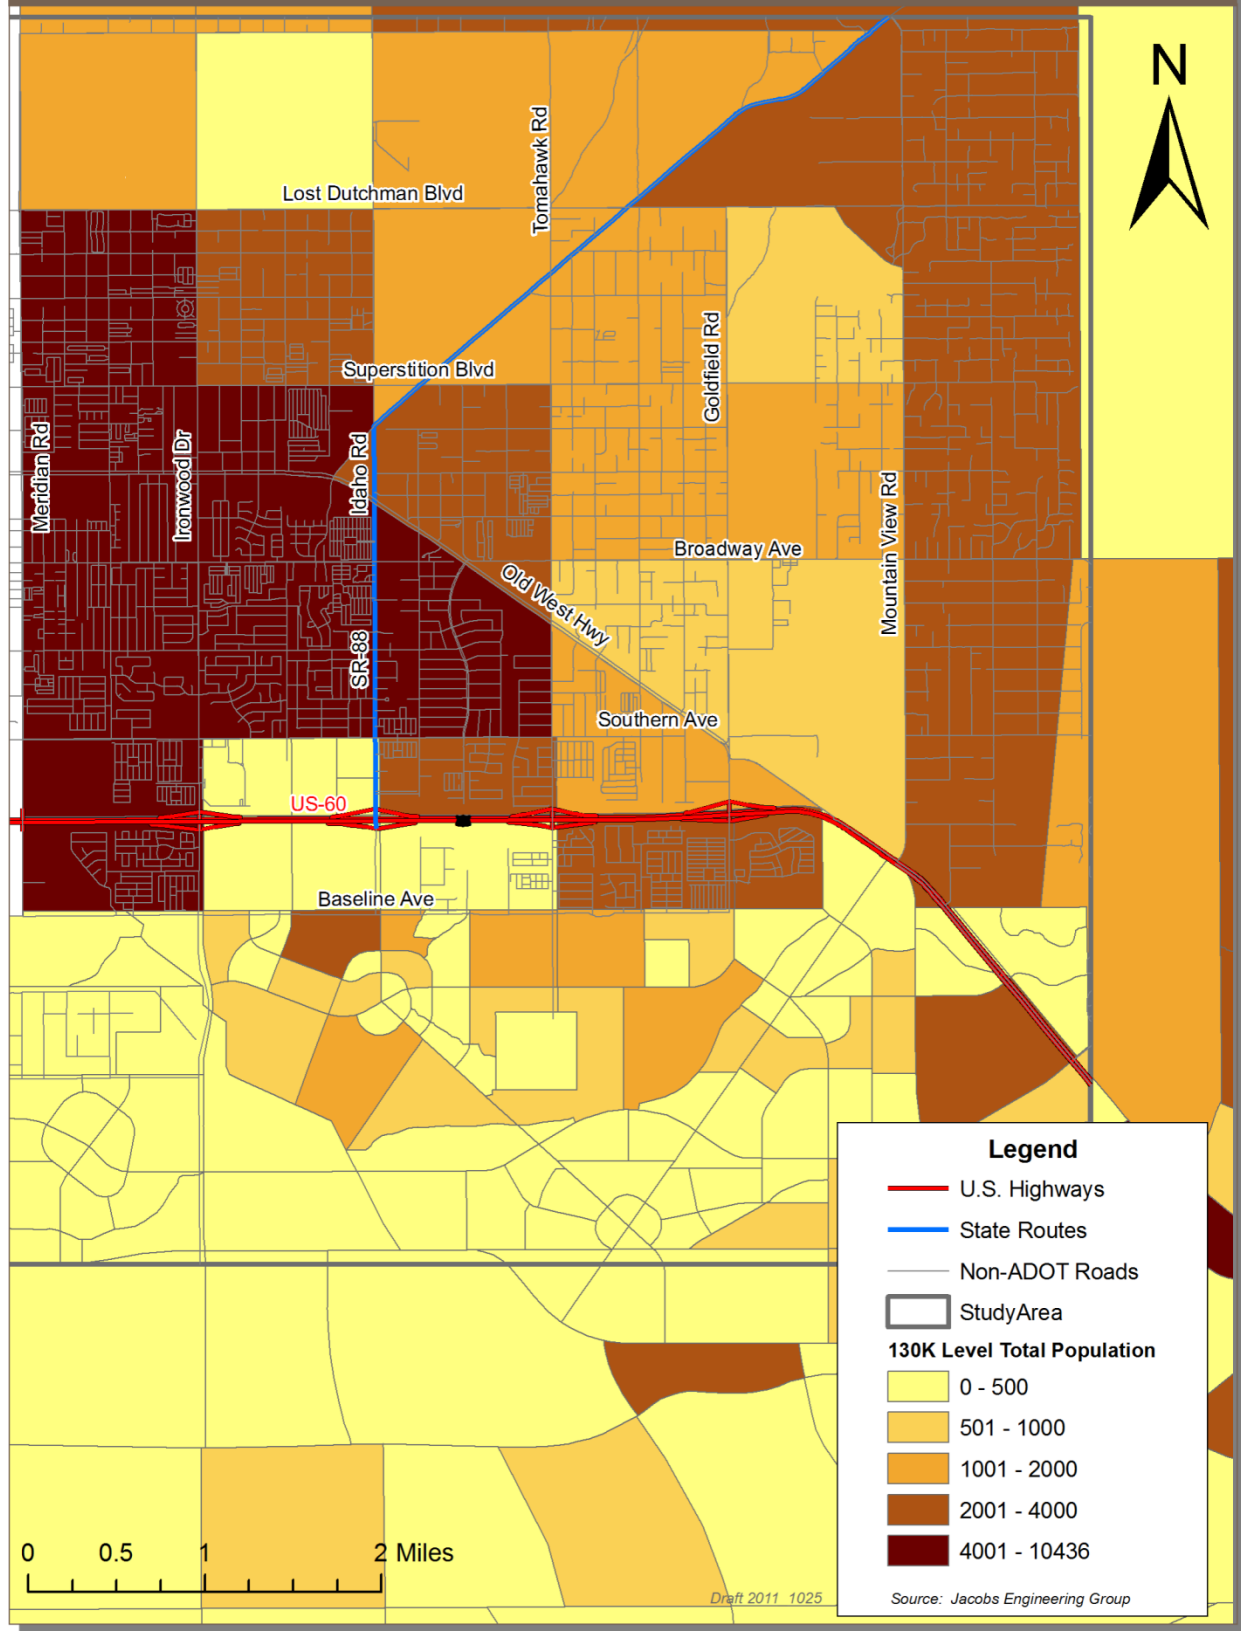 N
Tomahawk Rd
Lost Dutchman Blvd
Goldfield Rd
Superstition Blvd
Meridian Rd
Ironwood Dr
Idaho Rd
Mountain View Rd
Broadway Ave
Old West Hwy
SR-88
Southern Ave
US-60
Baseline Ave
Legend
U.S. Highways
State Routes
Non-ADOT Roads
StudyArea
130K Level Total Population
0 - 500
501 - 1000
1001 - 2000
2001 - 4000
4001 - 10436
0 0.5 1 2 Miles
Draft 2011 1025
Source: Jacobs Engineering Group